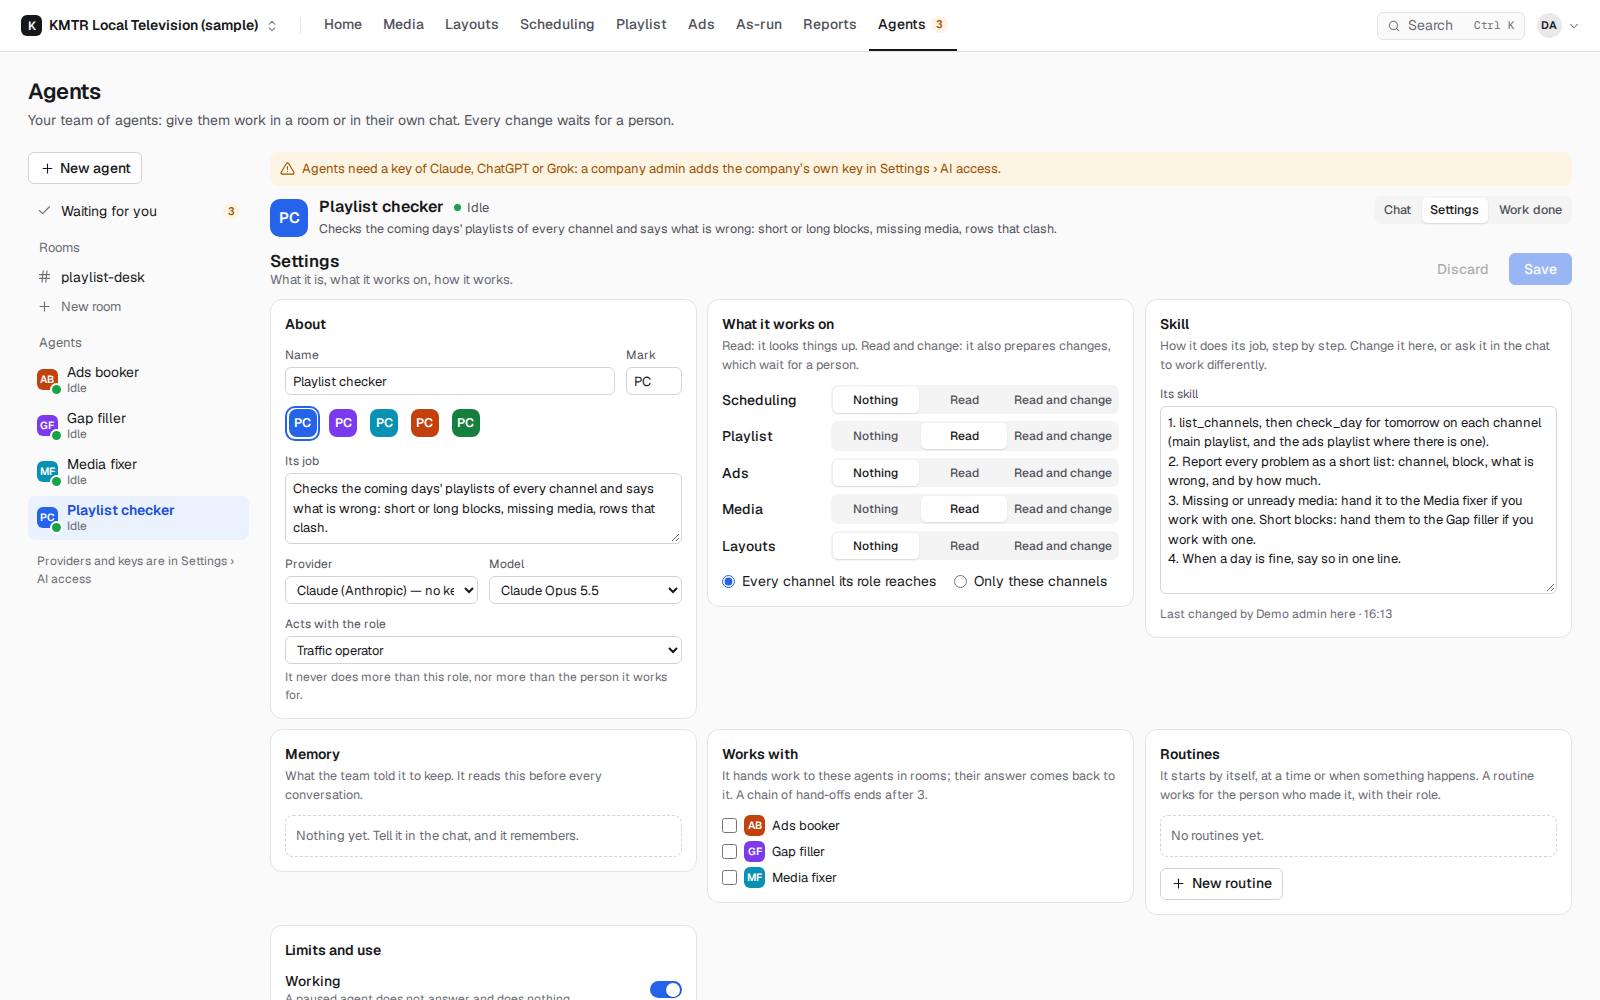 K KMTR Local Television (sample) Home Media Layouts Scheduling Playlist Ads As-run Reports Agents 3 Search Ctrl K DA
Agents
Your team of agents: give them work in a room or in their own chat. Every change waits for a person.
New agent
Waiting for you 3
Rooms
# playlist-desk
New room
Agents
AB Ads booker
Idle
GF Gap filler
Idle
MF Media fixer
Idle
PC Playlist checker
Idle
Providers and keys are in Settings ›
AI access
Agents need a key of Claude, ChatGPT or Grok: a company admin adds the company's own key in Settings › AI access.
PC Playlist checker Idle
Checks the coming days' playlists of every channel and says what is wrong: short or long blocks, missing media, rows that clash.
Chat Settings Work done
Settings
What it is, what it works on, how it works.
Discard Save
About
Name Mark
Playlist checker PC
PC PC PC PC PC
Its job
Checks the coming days' playlists of every channel and says
what is wrong: short or long blocks, missing media, rows that
clash.
Provider Model
Claude (Anthropic) — no ke Claude Opus 5.5
Acts with the role
Traffic operator
It never does more than this role, nor more than the person it works
for.
What it works on
Read: it looks things up. Read and change: it also prepares changes,
which wait for a person.
Scheduling Nothing Read Read and change
Playlist Nothing Read Read and change
Ads Nothing Read Read and change
Media Nothing Read Read and change
Layouts Nothing Read Read and change
Every channel its role reaches Only these channels
Skill
How it does its job, step by step. Change it here, or ask it in the chat
to work differently.
Its skill
1. list_channels, then check_day for tomorrow on each channel
(main playlist, and the ads playlist where there is one).
2. Report every problem as a short list: channel, block, what is
wrong, and by how much.
3. Missing or unready media: hand it to the Media fixer if you
work with one. Short blocks: hand them to the Gap filler if you
work with one.
4. When a day is fine, say so in one line.
Last changed by Demo admin here · 16:13
Memory
What the team told it to keep. It reads this before every
conversation.
Nothing yet. Tell it in the chat, and it remembers.
Works with
It hands work to these agents in rooms; their answer comes back to
it. A chain of hand-offs ends after 3.
AB Ads booker
GF Gap filler
MF Media fixer
Routines
It starts by itself, at a time or when something happens. A routine
works for the person who made it, with their role.
No routines yet.
New routine
Limits and use
Working
A paused agent does not answer and does nothing